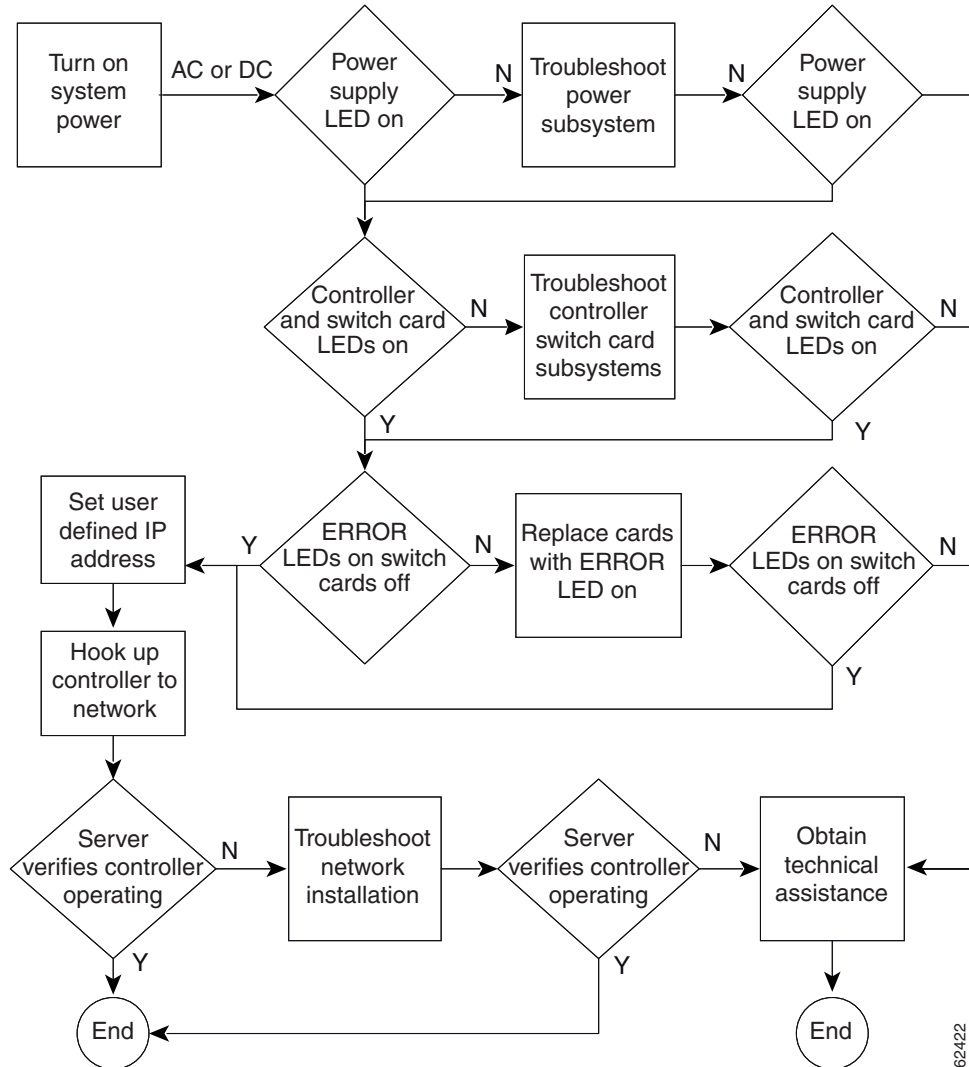 Turn on
system
power
AC or DC
Power
supply
LED on
N
Troubleshoot
power
subsystem
N
Power
supply
LED on
Controller
and switch card
LEDs on
N
Troubleshoot
controller
switch card
subsystems
Controller
and switch card
LEDs on
N
Y
Y
Set user
defined IP
address
Y
ERROR
LEDs on switch
cards off
N
Replace cards
with ERROR
LED on
ERROR
LEDs on switch
cards off
N
Y
Hook up
controller to
network
Server
verifies controller
operating
N
Troubleshoot
network
installation
Server
verifies controller
operating
N
Obtain
technical
assistance
Y
Y
End
End
62422